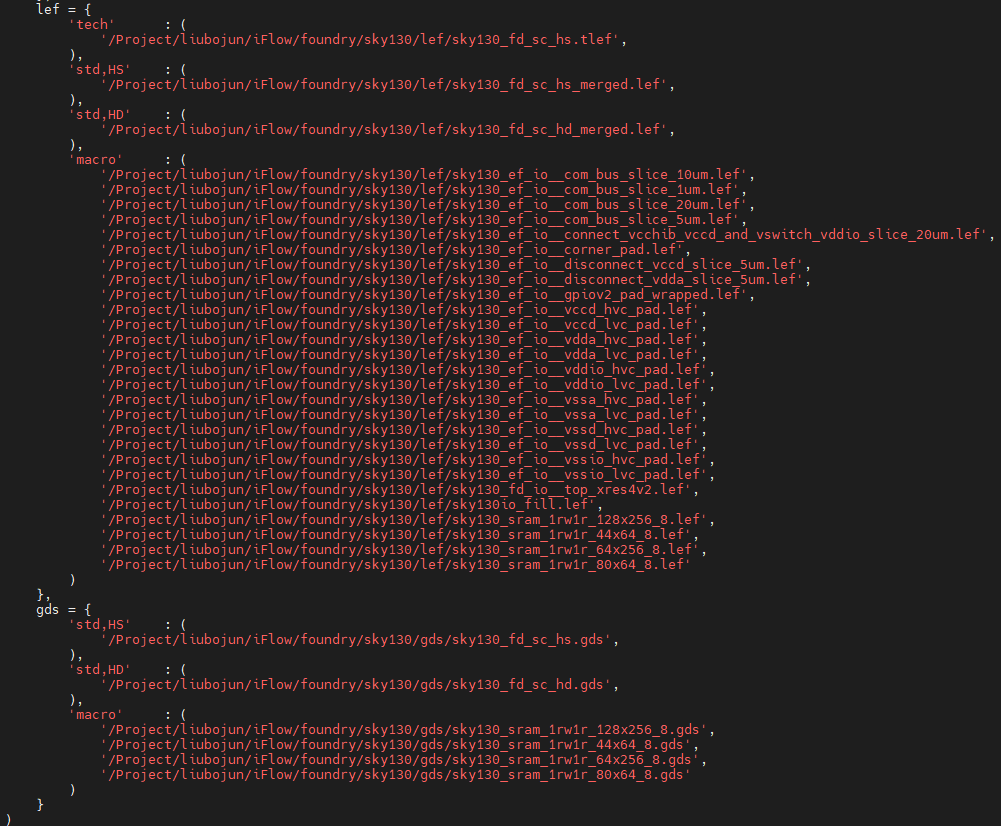 lef = {
'tech' : (
'/Project/liubojun/iFlow/foundry/sky130/lef/sky130_fd_sc_hs.tlef',
),
'std,HS' : (
'/Project/liubojun/iFlow/foundry/sky130/lef/sky130_fd_sc_hs_merged.lef',
),
'std,HD' : (
'/Project/liubojun/iFlow/foundry/sky130/lef/sky130_fd_sc_hd_merged.lef',
),
'macro' : (
'/Project/liubojun/iFlow/foundry/sky130/lef/sky130_ef_io__com_bus_slice_10um.lef',
'/Project/liubojun/iFlow/foundry/sky130/lef/sky130_ef_io__com_bus_slice_1um.lef',
'/Project/liubojun/iFlow/foundry/sky130/lef/sky130_ef_io__com_bus_slice_20um.lef',
'/Project/liubojun/iFlow/foundry/sky130/lef/sky130_ef_io__com_bus_slice_5um.lef',
'/Project/liubojun/iFlow/foundry/sky130/lef/sky130_ef_io__connect_vcchib_vccd_and_vswitch_vddio_slice_20um.lef',
'/Project/liubojun/iFlow/foundry/sky130/lef/sky130_ef_io__corner_pad.lef',
'/Project/liubojun/iFlow/foundry/sky130/lef/sky130_ef_io__disconnect_vccd_slice_5um.lef',
'/Project/liubojun/iFlow/foundry/sky130/lef/sky130_ef_io__disconnect_vdda_slice_5um.lef',
'/Project/liubojun/iFlow/foundry/sky130/lef/sky130_ef_io__gpiov2_pad_wrapped.lef',
'/Project/liubojun/iFlow/foundry/sky130/lef/sky130_ef_io__vccd_hvc_pad.lef',
'/Project/liubojun/iFlow/foundry/sky130/lef/sky130_ef_io__vccd_lvc_pad.lef',
'/Project/liubojun/iFlow/foundry/sky130/lef/sky130_ef_io__vdda_hvc_pad.lef',
'/Project/liubojun/iFlow/foundry/sky130/lef/sky130_ef_io__vdda_lvc_pad.lef',
'/Project/liubojun/iFlow/foundry/sky130/lef/sky130_ef_io__vddio_hvc_pad.lef',
'/Project/liubojun/iFlow/foundry/sky130/lef/sky130_ef_io__vddio_lvc_pad.lef',
'/Project/liubojun/iFlow/foundry/sky130/lef/sky130_ef_io__vssa_hvc_pad.lef',
'/Project/liubojun/iFlow/foundry/sky130/lef/sky130_ef_io__vssa_lvc_pad.lef',
'/Project/liubojun/iFlow/foundry/sky130/lef/sky130_ef_io__vssd_hvc_pad.lef',
'/Project/liubojun/iFlow/foundry/sky130/lef/sky130_ef_io__vssd_lvc_pad.lef',
'/Project/liubojun/iFlow/foundry/sky130/lef/sky130_ef_io__vssio_hvc_pad.lef',
'/Project/liubojun/iFlow/foundry/sky130/lef/sky130_ef_io__vssio_lvc_pad.lef',
'/Project/liubojun/iFlow/foundry/sky130/lef/sky130_fd_io__top_xres4v2.lef',
'/Project/liubojun/iFlow/foundry/sky130/lef/sky130io_fill.lef',
'/Project/liubojun/iFlow/foundry/sky130/lef/sky130_sram_1rw1r_128x256_8.lef',
'/Project/liubojun/iFlow/foundry/sky130/lef/sky130_sram_1rw1r_44x64_8.lef',
'/Project/liubojun/iFlow/foundry/sky130/lef/sky130_sram_1rw1r_64x256_8.lef',
'/Project/liubojun/iFlow/foundry/sky130/lef/sky130_sram_1rw1r_80x64_8.lef'
)
},
gds = {
'std,HS' : (
'/Project/liubojun/iFlow/foundry/sky130/gds/sky130_fd_sc_hs.gds',
),
'std,HD' : (
'/Project/liubojun/iFlow/foundry/sky130/gds/sky130_fd_sc_hd.gds',
),
'macro' : (
'/Project/liubojun/iFlow/foundry/sky130/gds/sky130_sram_1rw1r_128x256_8.gds',
'/Project/liubojun/iFlow/foundry/sky130/gds/sky130_sram_1rw1r_44x64_8.gds',
'/Project/liubojun/iFlow/foundry/sky130/gds/sky130_sram_1rw1r_64x256_8.gds',
'/Project/liubojun/iFlow/foundry/sky130/gds/sky130_sram_1rw1r_80x64_8.gds'
)
}
)